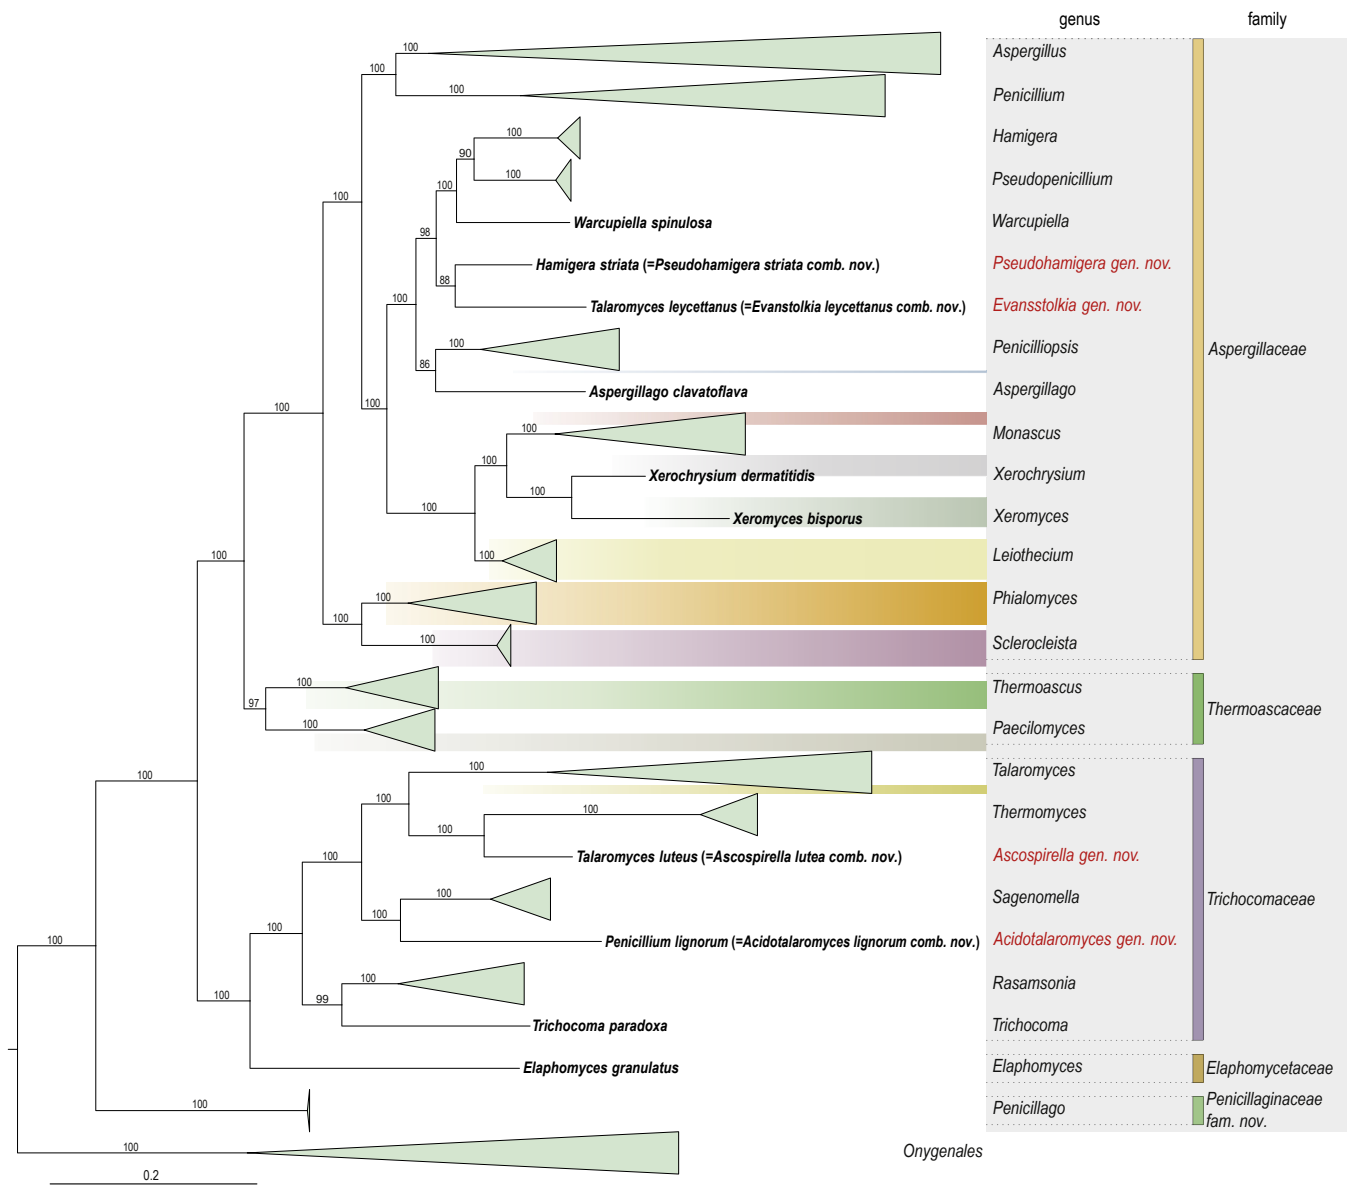 genus family
100 Aspergillus
100
100 Penicillium
100 Hamigera
90
100 Pseudopenicillium
100
Warcupiella spinulosa Warcupiella
100
98
Hamigera striata (=Pseudohamigera striata comb. nov.) Pseudohamigera gen. nov.
88
Talaromyces leycettanus (=Evanstolkia leycettanus comb. nov.) Evansstolkia gen. nov.
100
100 Penicilliopsis Aspergillaceae
86
Aspergillago clavatoflava Aspergillago
100
100
100 Monascus
100
Xerochrysium dermatitidis Xerochrysium
100
100
Xeromyces bisporus Xeromyces
100 Leiothecium
100
100 Phialomyces
100
100 Sclerocleista
100 Thermoascus
97 Thermoascaceae
100 Paecilomyces
100
100 Talaromyces
100
100 Thermomyces
100
Talaromyces luteus (=Ascospirella lutea comb. nov.) Ascospirella gen. nov.
100
100 Sagenomella Trichocomaceae
100
100
Penicillium lignorum (=Acidotalaromyces lignorum comb. nov.) Acidotalaromyces gen. nov.
100
100 Rasamsonia
100
99
Trichocoma paradoxa Trichocoma
Elaphomyces granulatus Elaphomyces Elaphomycetaceae
100 Penicillago Penicillaginaceae
fam. nov.
100 Onygenales
0.2